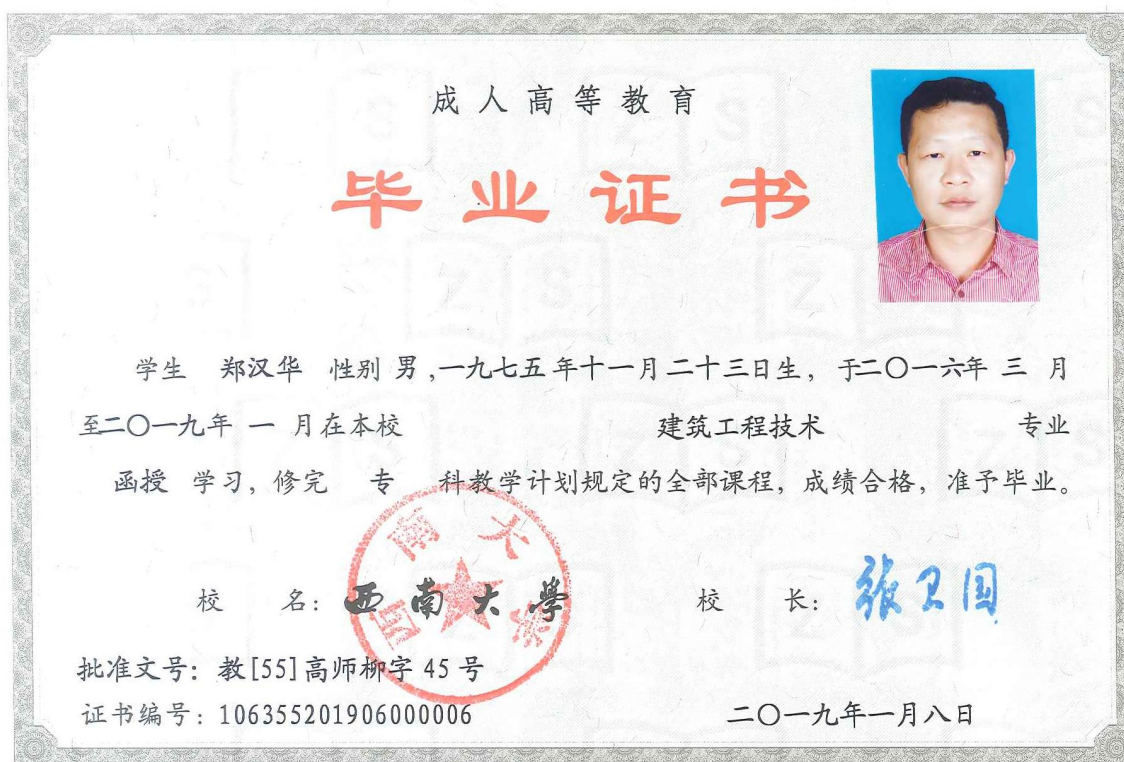 成人高等教育
毕业证书
学生 郑汉华 性别 男,一九七五年十一月二十三日生，于二〇一六年 三 月
至二〇一九年 一 月在本校 建筑工程技术 专业
函授 学习，修完 专 科教学计划规定的全部课程，成绩合格，准予毕业。
校 名：西南大學 校 长：张卫国
西南大学
批准文号：教[55]高师柳字 45 号
证书编号：106355201906000006 二〇一九年一月八日